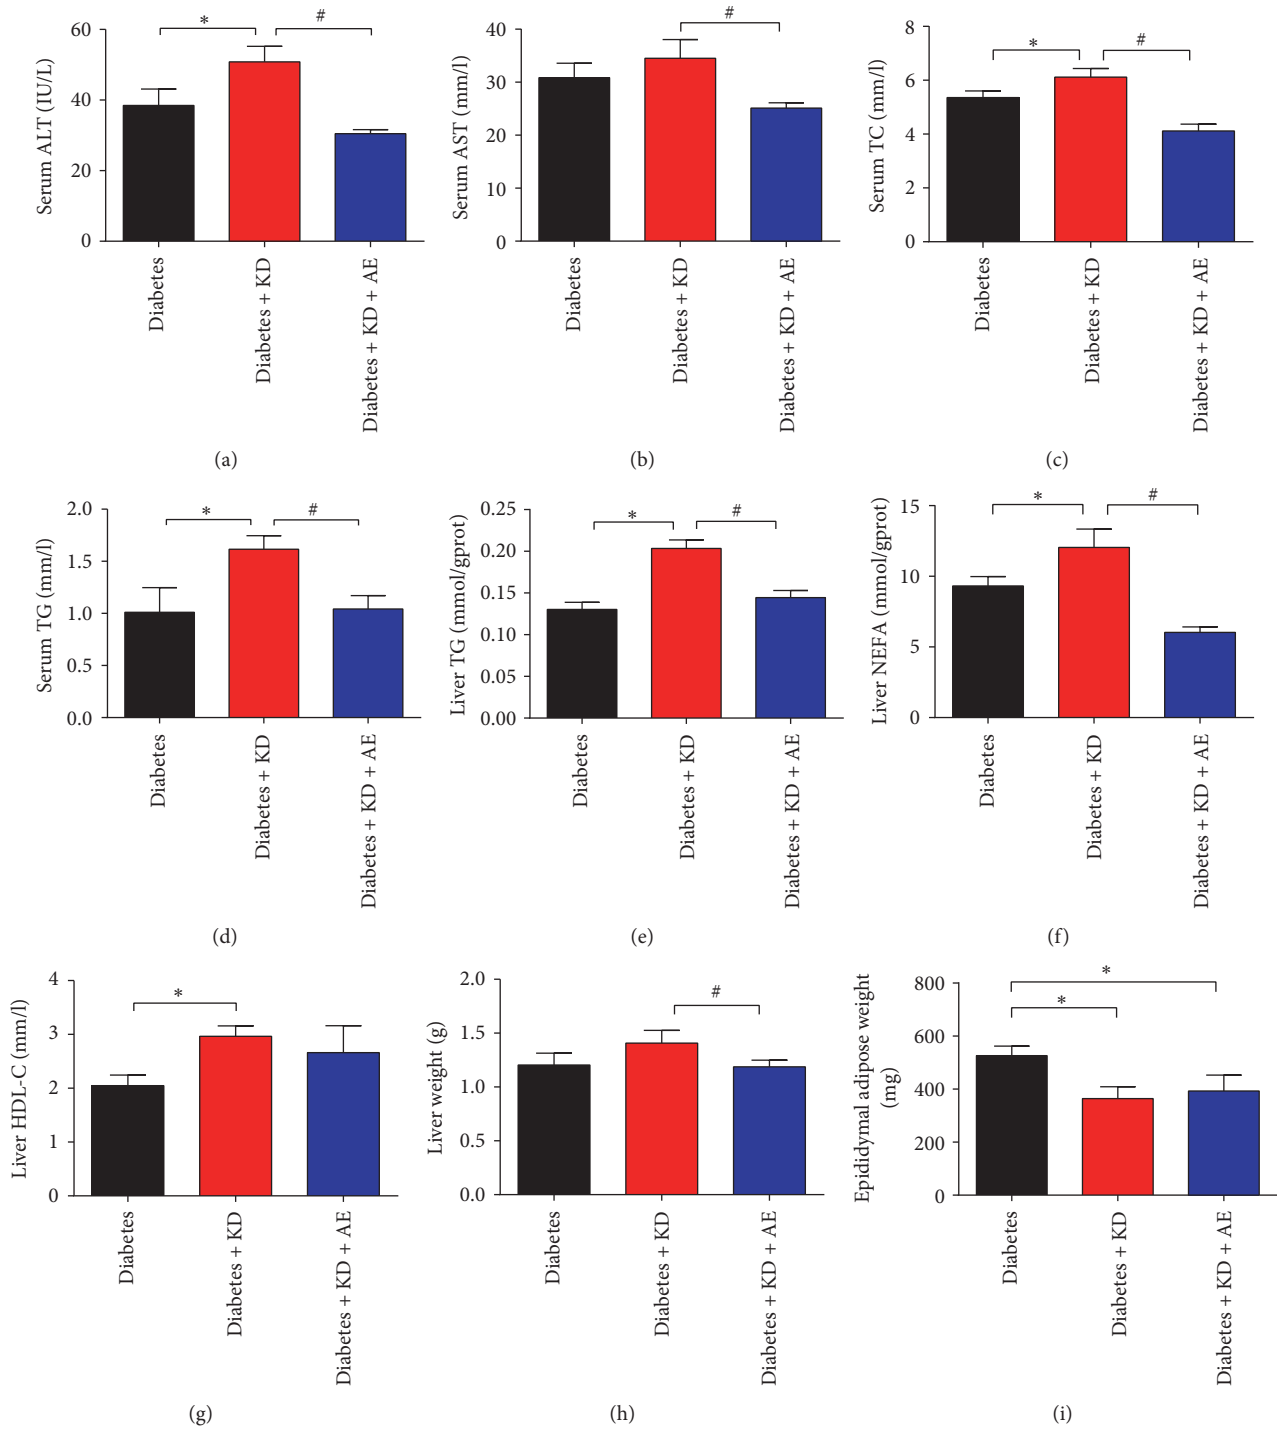 Serum ALT (IU/L)
60
40
20
0
*
#
Diabetes
Diabetes + KD
Diabetes + KD + AE
(a)
Serum AST (mm/l)
40
30
20
10
0
#
Diabetes
Diabetes + KD
Diabetes + KD + AE
(b)
Serum TC (mm/l)
8
6
4
2
0
*
#
Diabetes
Diabetes + KD
Diabetes + KD + AE
(c)
Serum TG (mm/l)
2.0
1.5
1.0
0.5
0.0
*
#
Diabetes
Diabetes + KD
Diabetes + KD + AE
(d)
Liver TG (mmol/gprot)
0.25
0.20
0.15
0.10
0.05
0.00
*
#
Diabetes
Diabetes + KD
Diabetes + KD + AE
(e)
Liver NEFA (mmol/gprot)
15
10
5
0
*
#
Diabetes
Diabetes + KD
Diabetes + KD + AE
(f)
Liver HDL-C (mm/l)
4
3
2
1
0
*
Diabetes
Diabetes + KD
Diabetes + KD + AE
(g)
Liver weight (g)
2.0
1.5
1.0
0.5
0.0
#
Diabetes
Diabetes + KD
Diabetes + KD + AE
(h)
Epididymal adipose weight
(mg)
800
600
400
200
0
*
*
Diabetes
Diabetes + KD
Diabetes + KD + AE
(i)